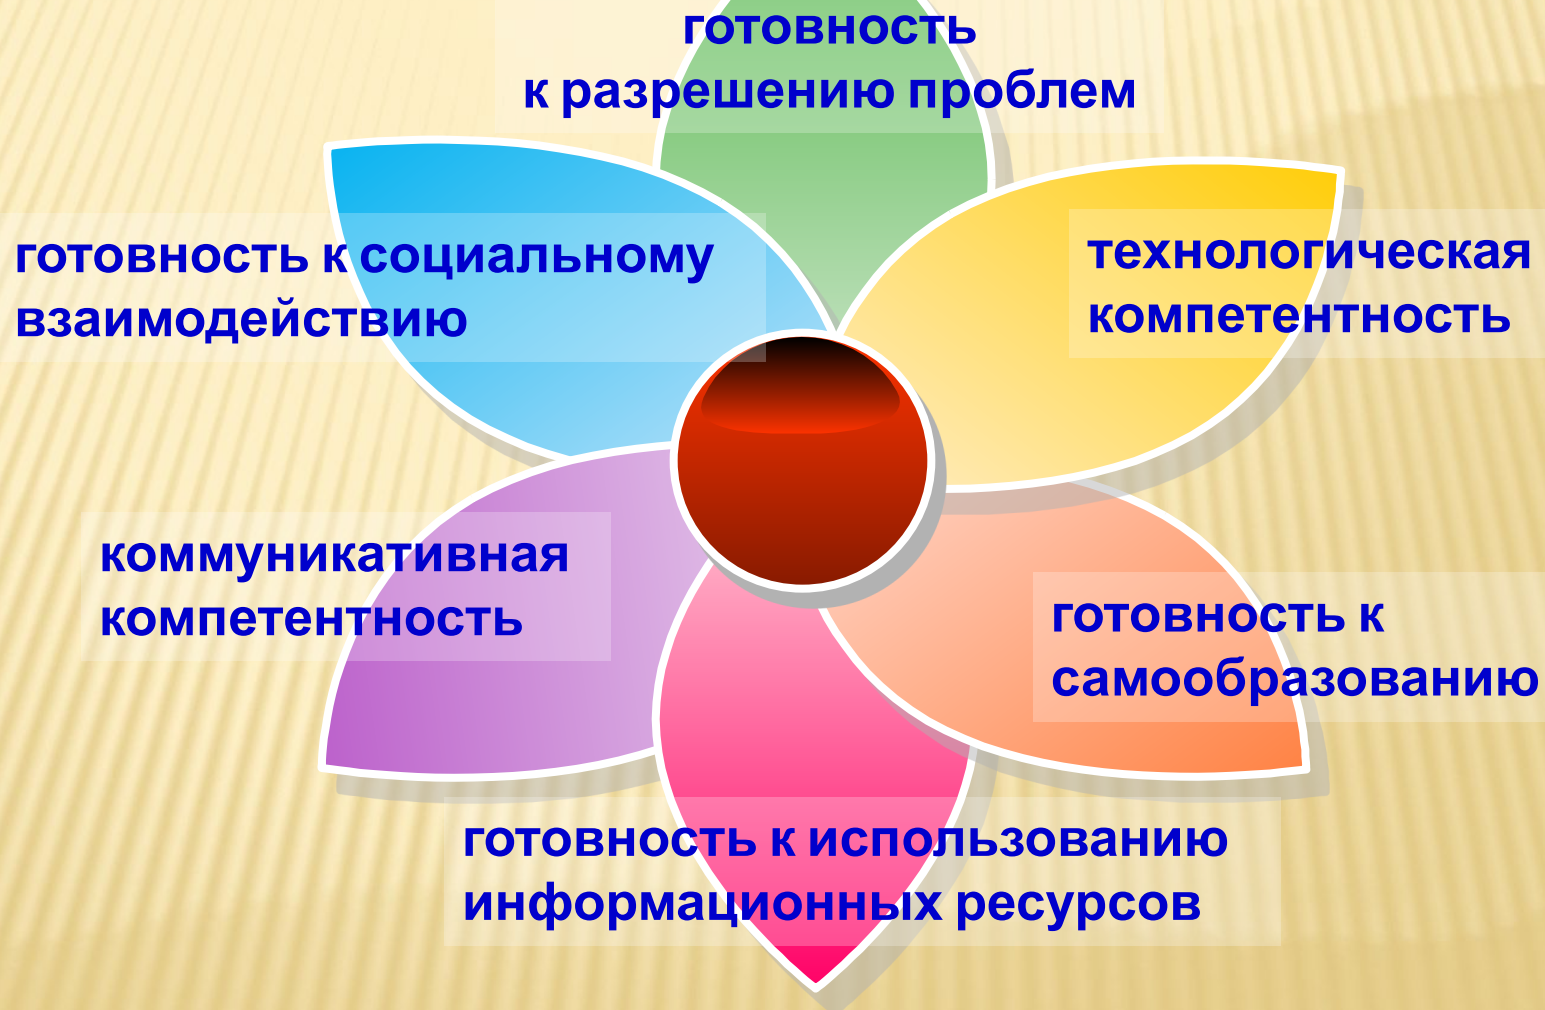 готовность
к разрешению проблем
готовность к социальному
взаимодействию
технологическая
компетентность
коммуникативная
компетентность
готовность к
самообразованию
готовность к использованию
информационных ресурсов